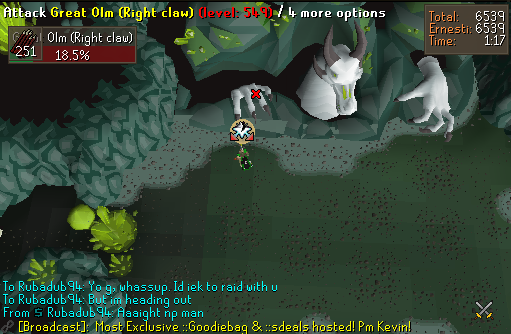 Attack Great Olm (Right claw) (level: 549) / 4 more options
Olm (Right claw)
251
18.5%
Total: 6539
Ernesti: 6539
Time: 1:17
To Rubadub94: Yo g, whassup. Id iek to raid with u
To Rubadub94: But im heading out
From S Rubadub94: Aaaight np man
[Broadcast]: Most Exclusive ::Goodiebag & ::sdeals hosted! Pm Kevin!